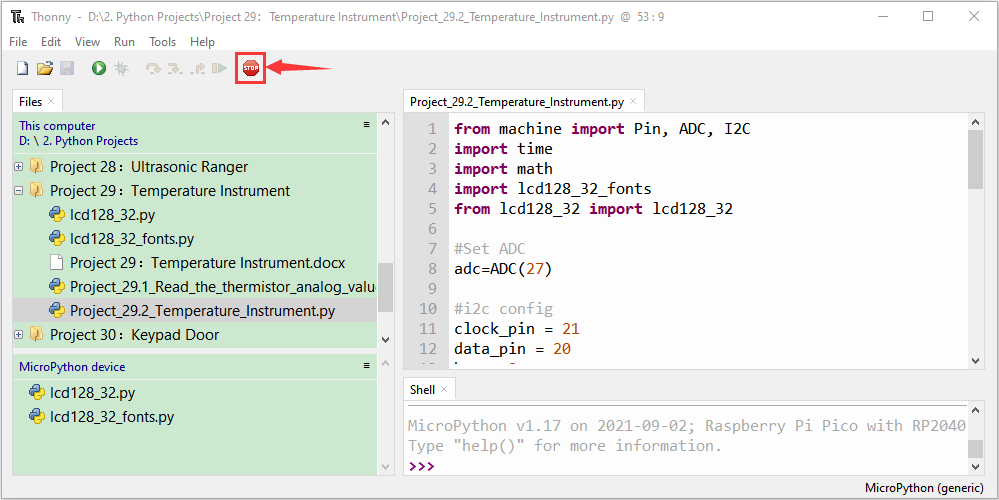 Thonny - D:\2. Python Projects\Project 29：Temperature Instrument\Project_29.2_Temperature_Instrument.py @ 53 : 9
File Edit View Run Tools Help
STOP
Files ×
This computer
D: \ 2. Python Projects
Project 28：Ultrasonic Ranger
Project 29：Temperature Instrument
lcd128_32.py
lcd128_32_fonts.py
Project 29：Temperature Instrument.docx
Project_29.1_Read_the_thermistor_analog_valu
Project_29.2_Temperature_Instrument.py
Project 30：Keypad Door
MicroPython device
lcd128_32.py
lcd128_32_fonts.py
Project_29.2_Temperature_Instrument.py ×
1 from machine import Pin, ADC, I2C
2 import time
3 import math
4 import lcd128_32_fonts
5 from lcd128_32 import lcd128_32
6
7 #Set ADC
8 adc=ADC(27)
9
10 #i2c config
11 clock_pin = 21
12 data_pin = 20
Shell ×
MicroPython v1.17 on 2021-09-02; Raspberry Pi Pico with RP2040
Type "help()" for more information.
>>>
MicroPython (generic)